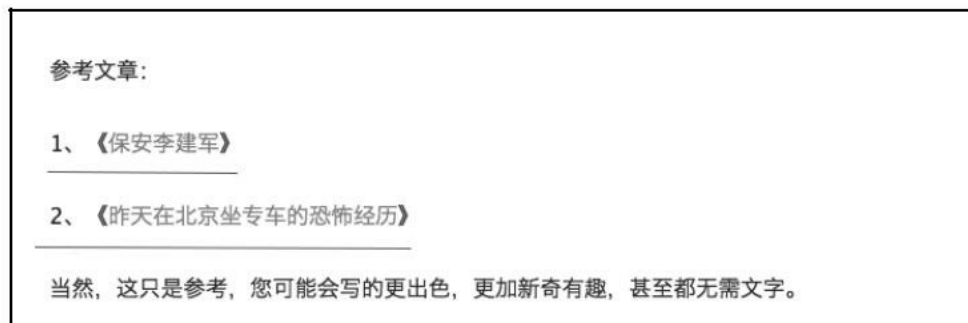 参考文章：
1、《保安李建军》
2、《昨天在北京坐专车的恐怖经历》
当然，这只是参考，您可能会写的更出色，更加新奇有趣，甚至都无需文字。